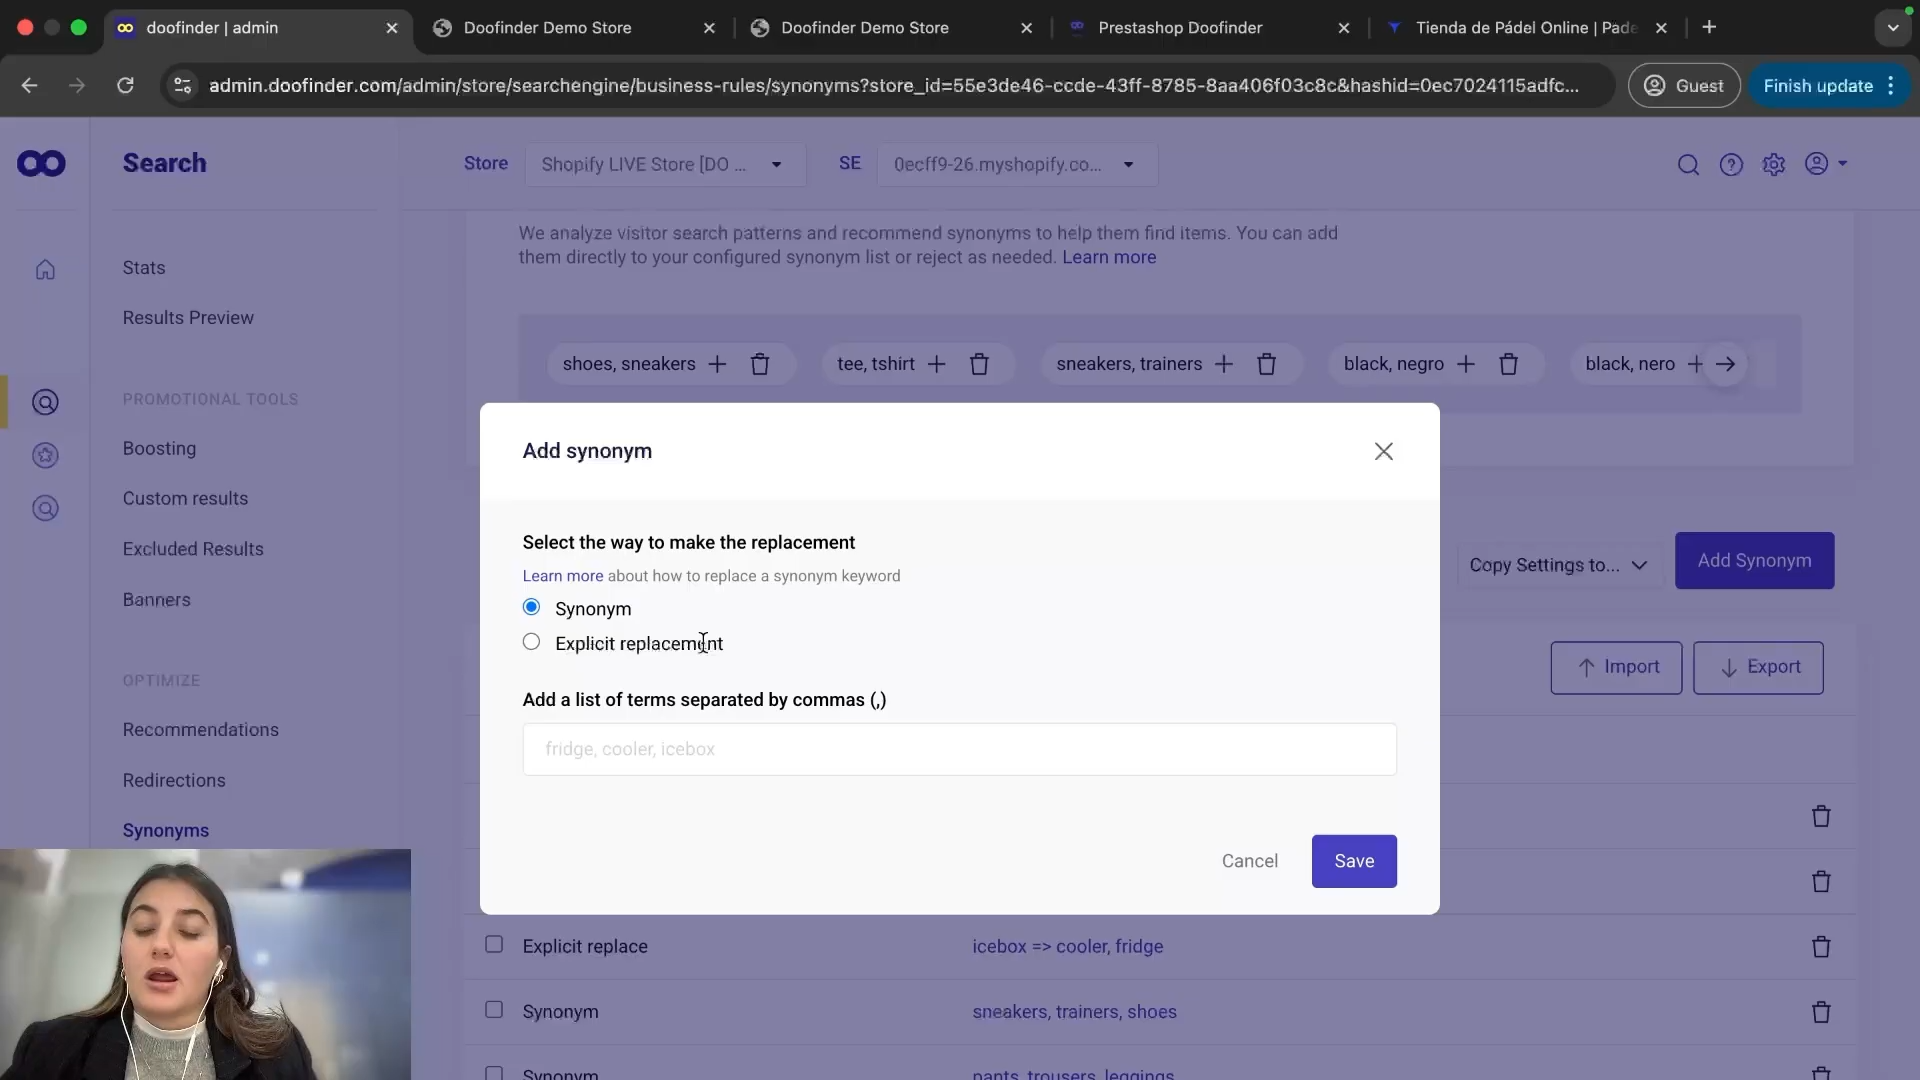 doofinder | admin
Doofinder Demo Store
Doofinder Demo Store
Prestashop Doofinder
Tienda de Pádel Online | Pade
admin.doofinder.com/admin/store/searchengine/business-rules/synonyms?store_id=55e3de46-ccde-43ff-8785-8aa406f03c8c&hashid=0ec7024115adfc...
Guest
Finish update
Search
Store
Shopify LIVE Store [DO ...
SE
0ecff9-26.myshopify.co...
We analyze visitor search patterns and recommend synonyms to help them find items. You can add
them directly to your configured synonym list or reject as needed. Learn more
Stats
Results Preview
shoes, sneakers
tee, tshirt
sneakers, trainers
black, negro
black, nero
PROMOTIONAL TOOLS
Boosting
Custom results
Excluded Results
Banners
OPTIMIZE
Recommendations
Redirections
Synonyms
Add synonym
Select the way to make the replacement
Learn more about how to replace a synonym keyword
Synonym
Explicit replacement
Add a list of terms separated by commas (,)
fridge, cooler, icebox
Cancel
Save
Copy Settings to...
Add Synonym
Import
Export
Explicit replace
icebox => cooler, fridge
Synonym
sneakers, trainers, shoes
Synonym
pants, trousers, leggings